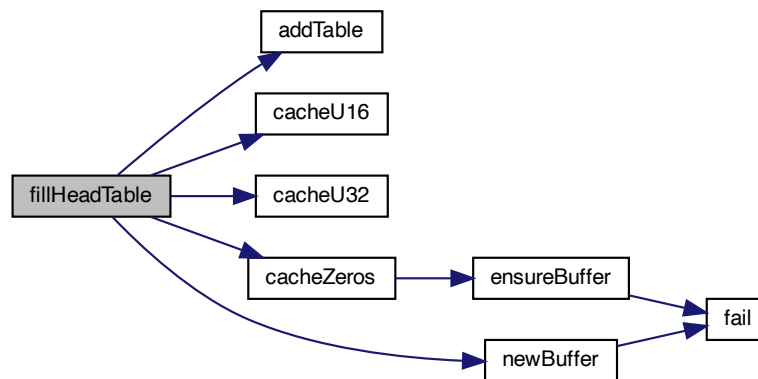 addTable
cacheU16
fillHeadTable
cacheU32
cacheZeros
ensureBuffer
fail
newBuffer